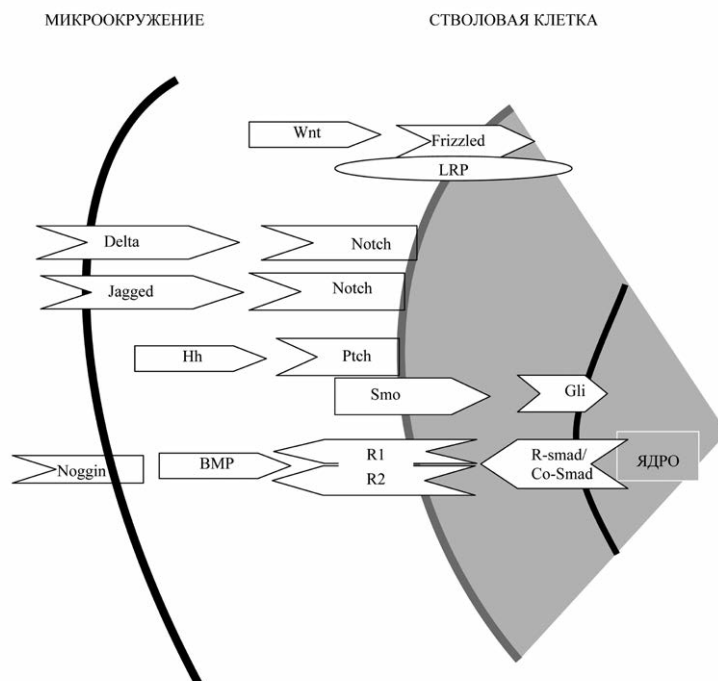 МИКРООКРУЖЕНИЕ
СТВОЛОВАЯ КЛЕТКА
Wnt
Frizzled
LRP
Delta
Notch
Jagged
Notch
Hh
Ptch
Smo
Gli
Noggin
BMP
R1
R2
R-smad/
Co-Smad
ЯДРО